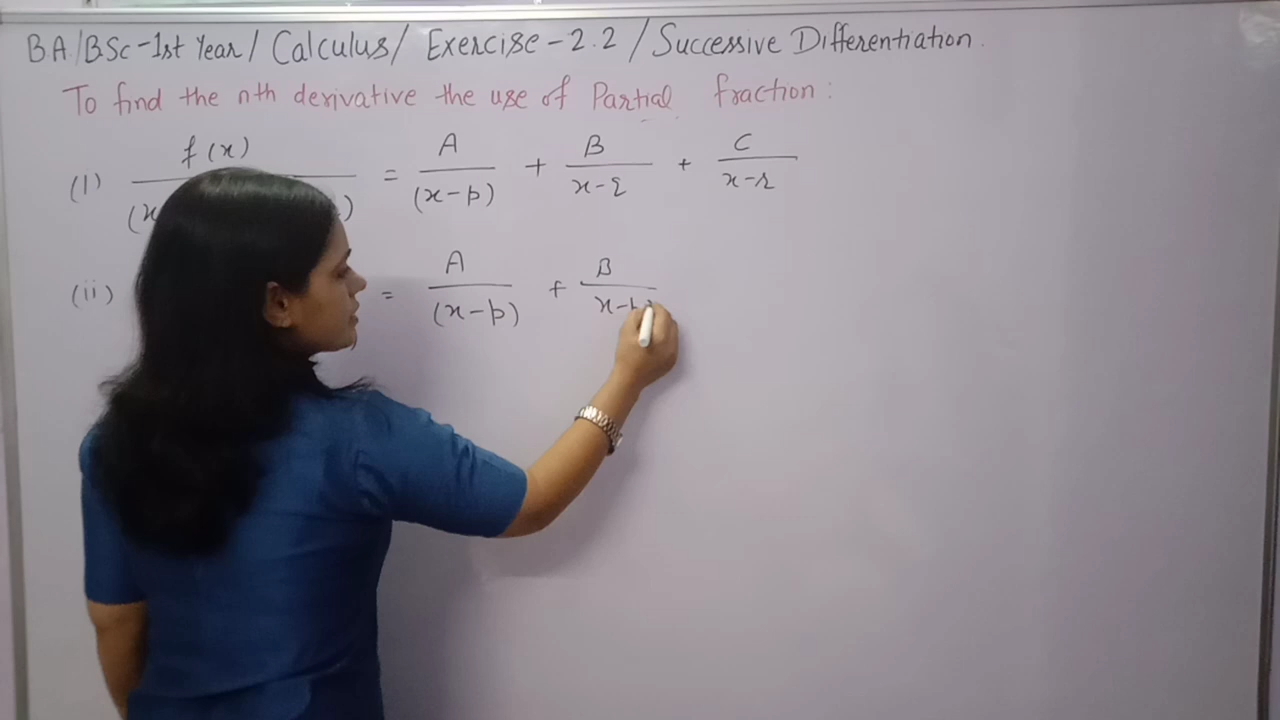 BA/BSc-1st Year/ Calculus/ Exercise-2.2 / Successive Differentiation.
To find the nth derivative the use of Partial fraction:
(1) f(x) / (x ) = A/(x-p) + B/x-q + C/x-r
(ii) = A/(x-p) + B/x-